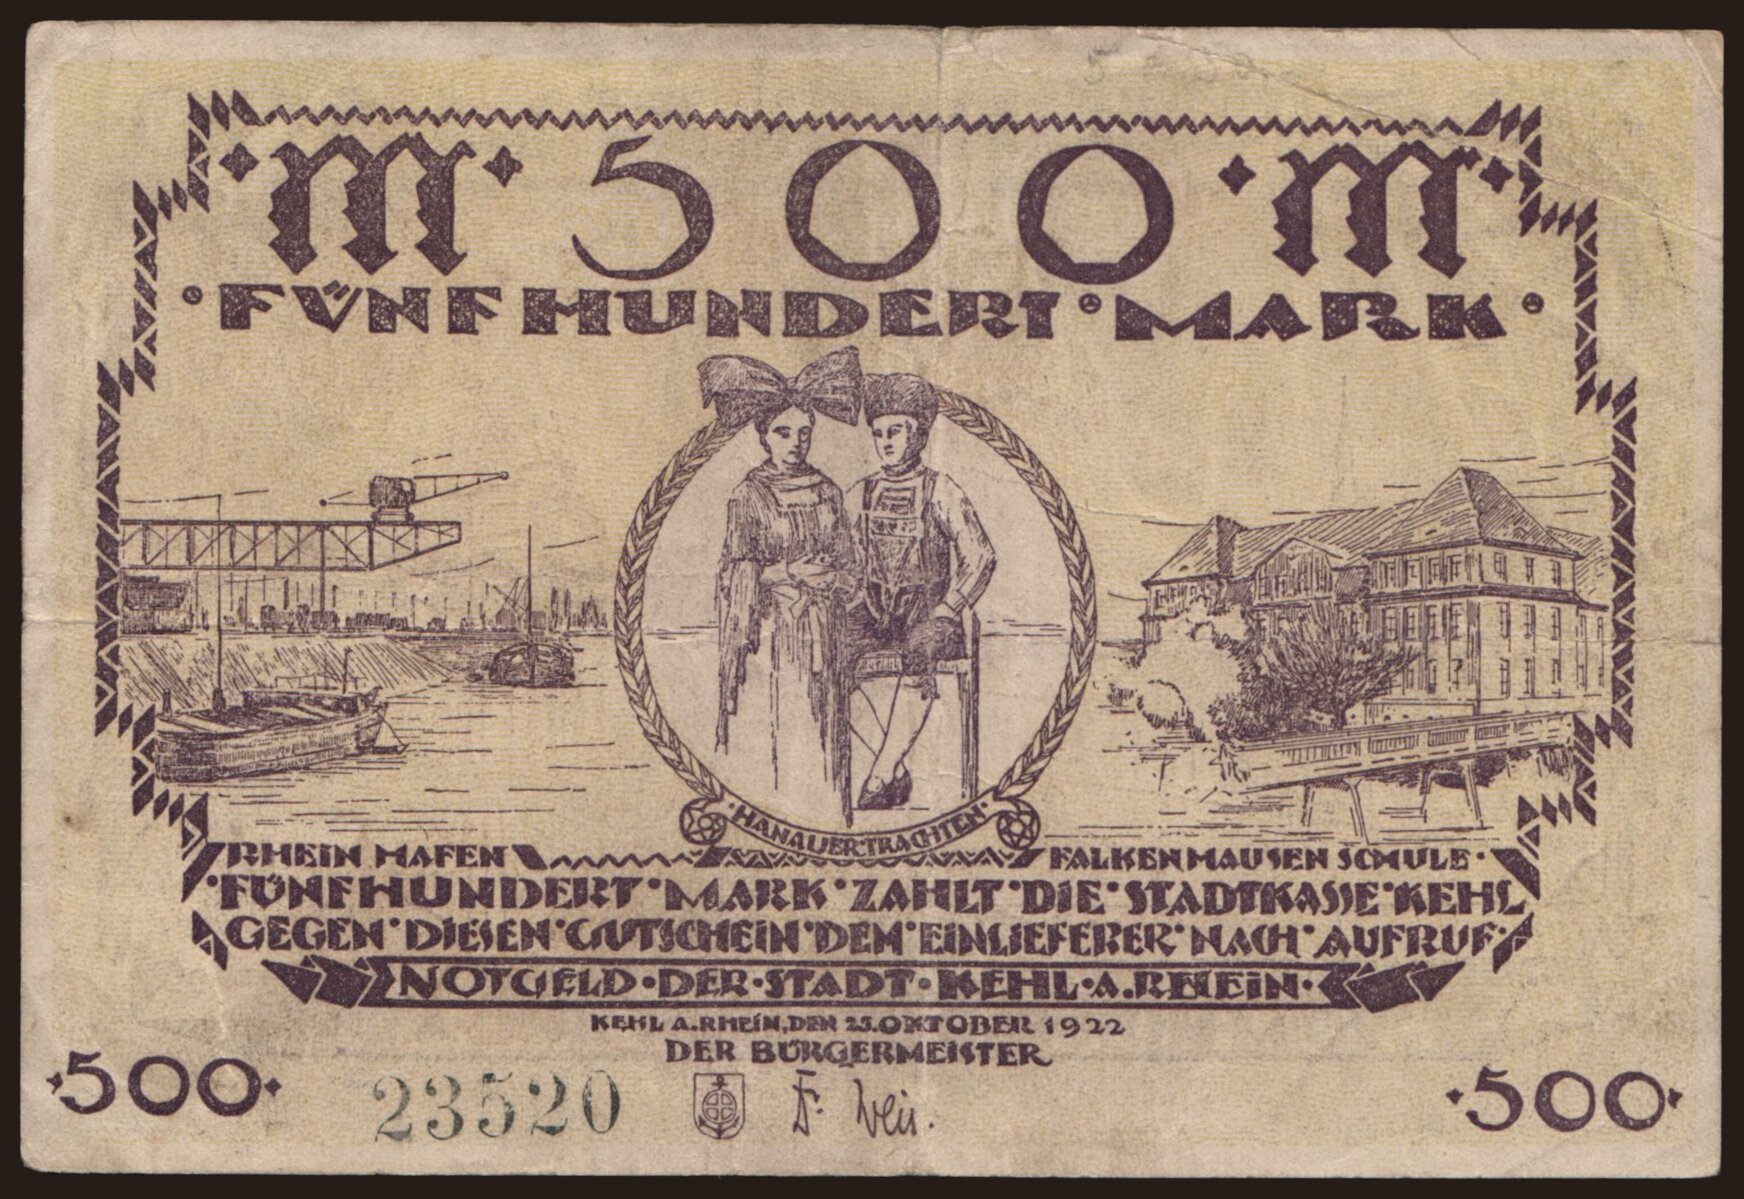 M 500 M
FÜNFHUNDERT MARK
HANAUER TRACHTEN
RHEIN HAFEN
FALKENHAUSEN SCHULE
FÜNFHUNDERT·MARK·ZAHLT·DIE·STADTKASSE·KEHL
GEGEN·DIESEN·GUTSCHEIN·DEM·EINLIEFERER·NACH·AUFRUF·
NOTGELD·DER·STADT·KEHL·A.RHEIN·
KEHL A.RHEIN, DEN 25.OKTOBER 1922
DER BÜRGERMEISTER
·500·
23520
Weis.
·500·